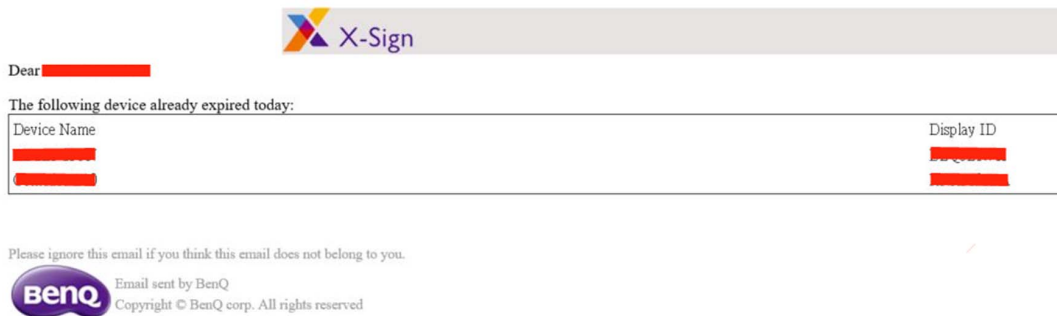 X-Sign
Dear
The following device already expired today:
Device Name Display ID
Please ignore this email if you think this email does not belong to you.
BenQ
Email sent by BenQ
Copyright © BenQ corp. All rights reserved